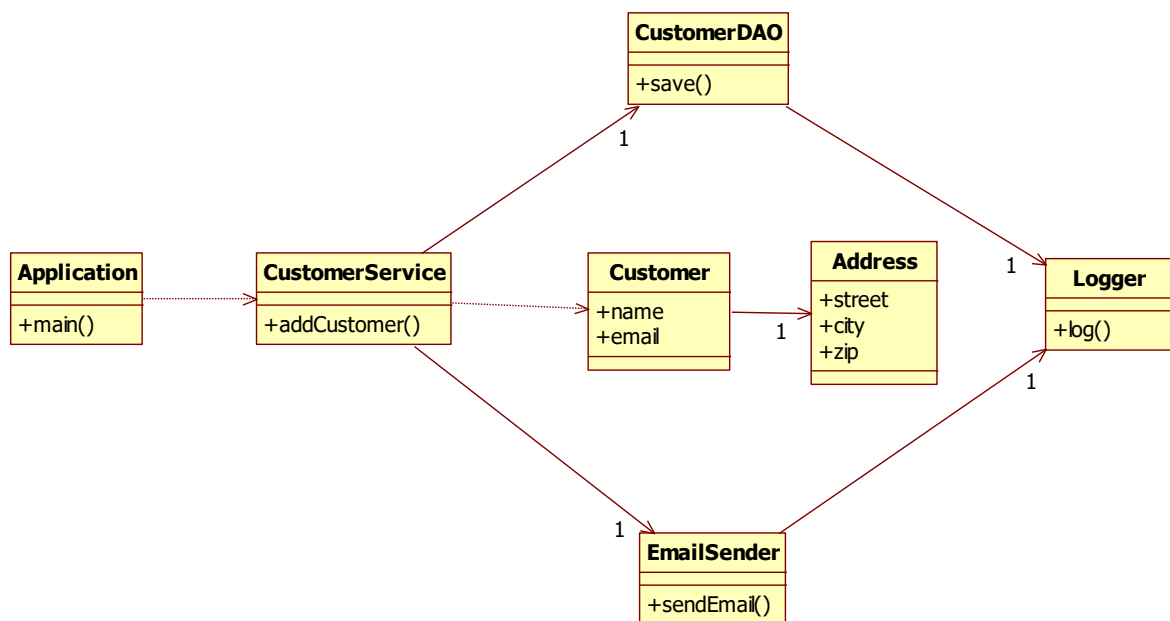 CustomerDAO
+save()
1
Application
+main()
CustomerService
+addCustomer()
Customer
+name
+email
1
Address
+street
+city
+zip
1
Logger
+log()
1
1
EmailSender
+sendEmail()